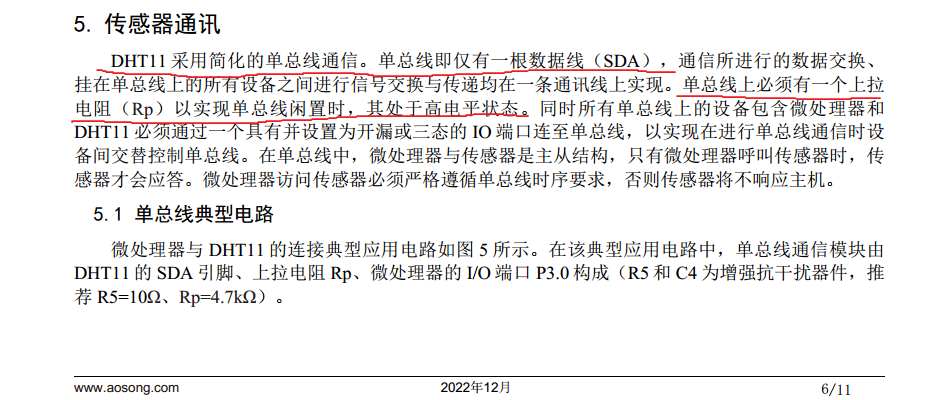 5. 传感器通讯
DHT11 采用简化的单总线通信。单总线即仅有一根数据线（SDA），通信所进行的数据交换、
挂在单总线上的所有设备之间进行信号交换与传递均在一条通讯线上实现。单总线上必须有一个上拉
电阻（Rp）以实现单总线闲置时，其处于高电平状态。同时所有单总线上的设备包含微处理器和
DHT11 必须通过一个具有并设置为开漏或三态的 IO 端口连至单总线，以实现在进行单总线通信时设
备间交替控制单总线。在单总线中，微处理器与传感器是主从结构，只有微处理器呼叫传感器时，传
感器才会应答。微处理器访问传感器必须严格遵循单总线时序要求，否则传感器将不响应主机。
5.1 单总线典型电路
微处理器与 DHT11 的连接典型应用电路如图 5 所示。在该典型应用电路中，单总线通信模块由
DHT11 的 SDA 引脚、上拉电阻 Rp、微处理器的 I/O 端口 P3.0 构成（R5 和 C4 为增强抗干扰器件，推
荐 R5=10Ω、Rp=4.7kΩ）。
www.aosong.com 2022年12月 6/11